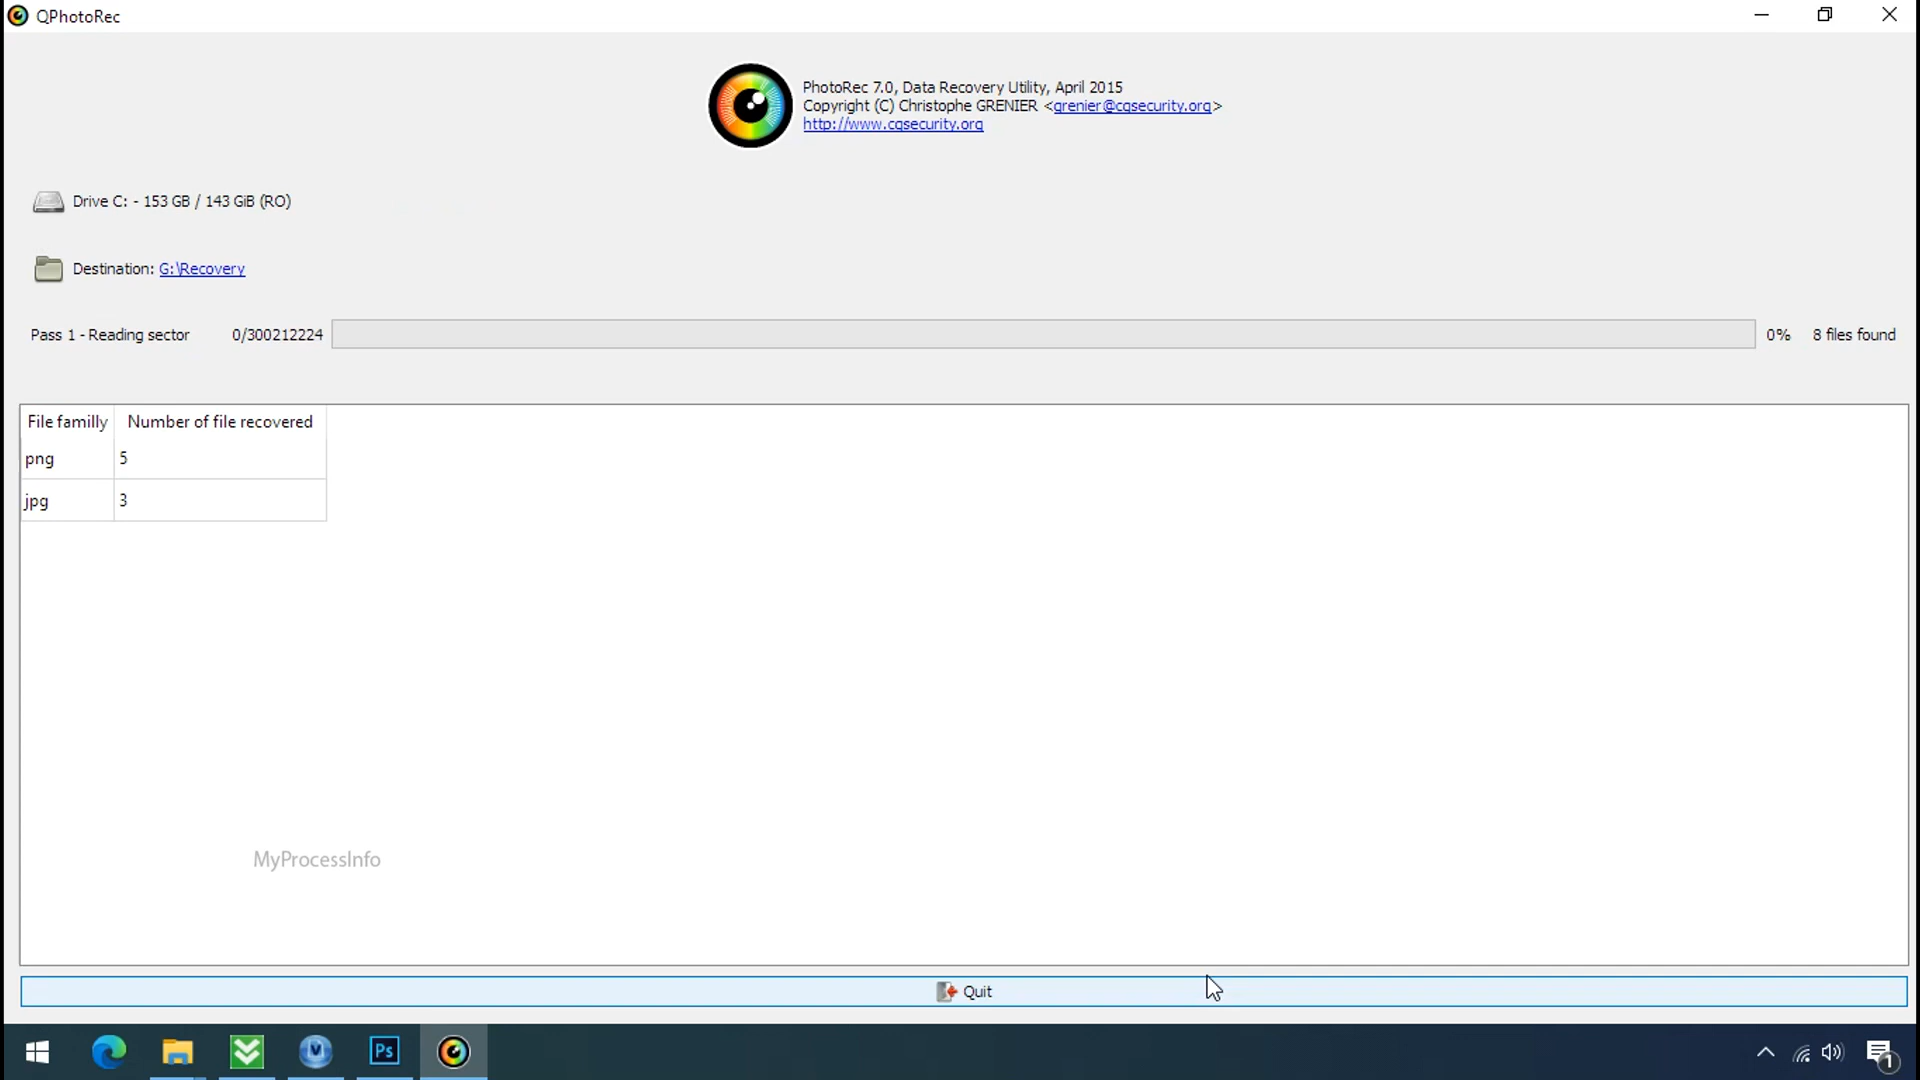 QPhotoRec
PhotoRec 7.0, Data Recovery Utility, April 2015
Copyright (C) Christophe GRENIER <grenier@cgsecurity.org>
http://www.cgsecurity.org
Drive C: - 153 GB / 143 GiB (RO)
Destination: G:\Recovery
Pass 1 - Reading sector 0/300212224 0% 8 files found
File familly Number of file recovered
png 5
jpg 3
MyProcessInfo
Quit
Ps
1